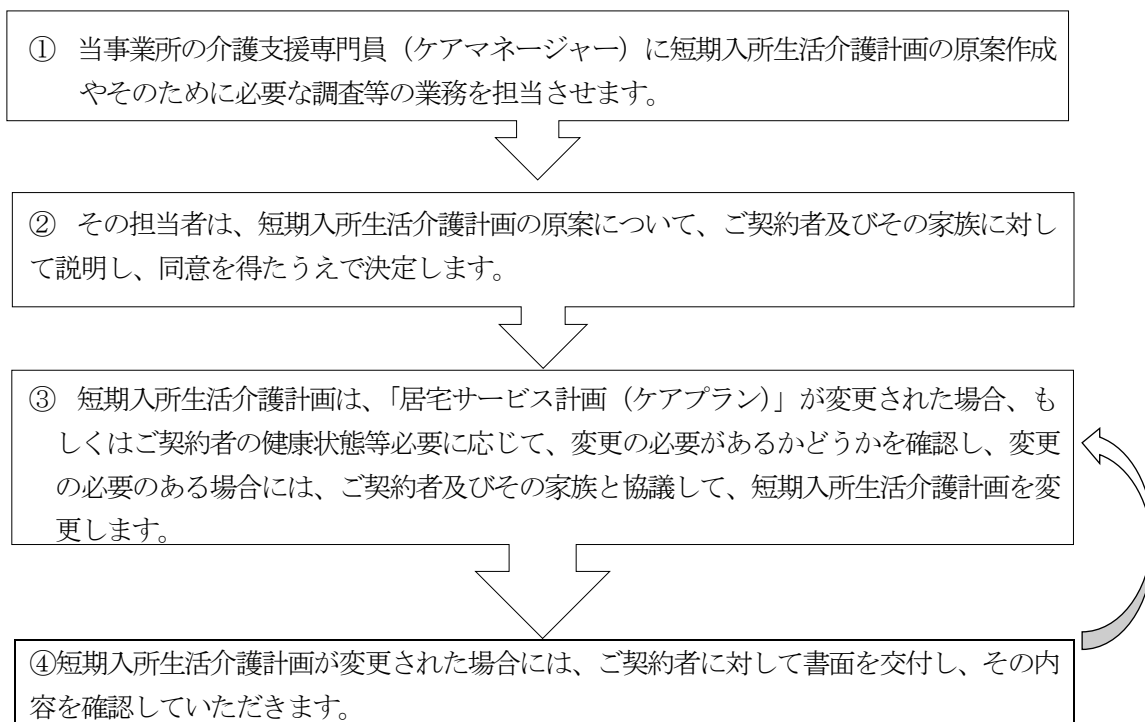 ① 当事業所の介護支援専門員（ケアマネージャー）に短期入所生活介護計画の原案作成
やそのために必要な調査等の業務を担当させます。
② その担当者は、短期入所生活介護計画の原案について、ご契約者及びその家族に対し
て説明し、同意を得たうえで決定します。
③ 短期入所生活介護計画は、「居宅サービス計画（ケアプラン）」が変更された場合、も
しくはご契約者の健康状態等必要に応じて、変更の必要があるかどうかを確認し、変更
の必要のある場合には、ご契約者及びその家族と協議して、短期入所生活介護計画を変
更します。
④短期入所生活介護計画が変更された場合には、ご契約者に対して書面を交付し、その内
容を確認していただきます。